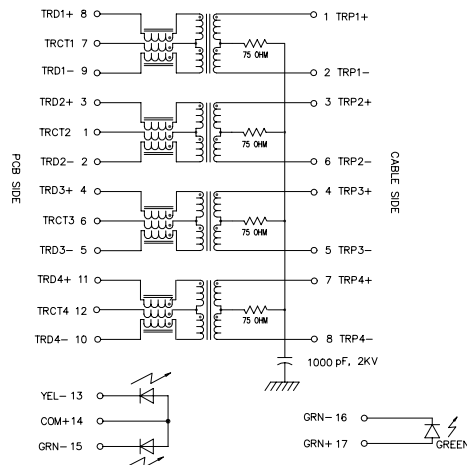 TRD1+ 8
1 TRP1+
TRCT1 7
75 OHM
TRD1- 9
2 TRP1-
TRD2+ 3
3 TRP2+
TRCT2 1
75 OHM
TRD2- 2
6 TRP2-
PCB SIDE
CABLE SIDE
TRD3+ 4
4 TRP3+
TRCT3 6
75 OHM
TRD3- 5
5 TRP3-
TRD4+ 11
7 TRP4+
TRCT4 12
75 OHM
TRD4- 10
8 TRP4-
1000 pF, 2KV
YEL- 13
COM+14
GRN- 15
GRN- 16
GRN+ 17
GREEN